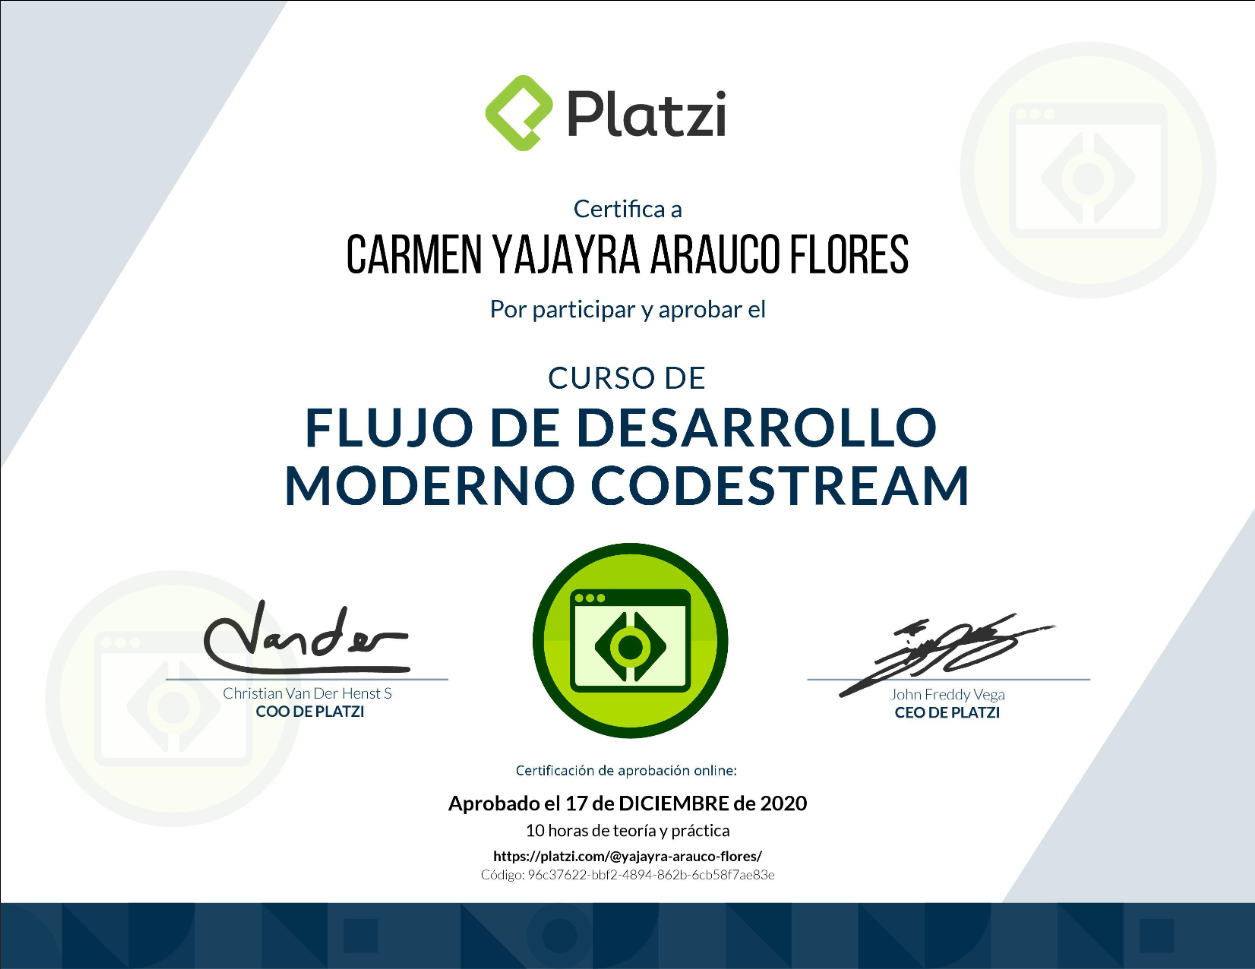 Platzi
Certifica a
CARMEN YAJAYRA ARAUCO FLORES
Por participar y aprobar el
CURSO DE
FLUJO DE DESARROLLO
MODERNO CODESTREAM
Vander
Christian Van Der Henst S
COO DE PLATZI
John Freddy Vega
CEO DE PLATZI
Certificación de aprobación online:
Aprobado el 17 de DICIEMBRE de 2020
10 horas de teoría y práctica
https://platzi.com/@yajayra-arauco-flores/
Código: 96c37622-bbf2-4894-862b-6cb58f7ae83e